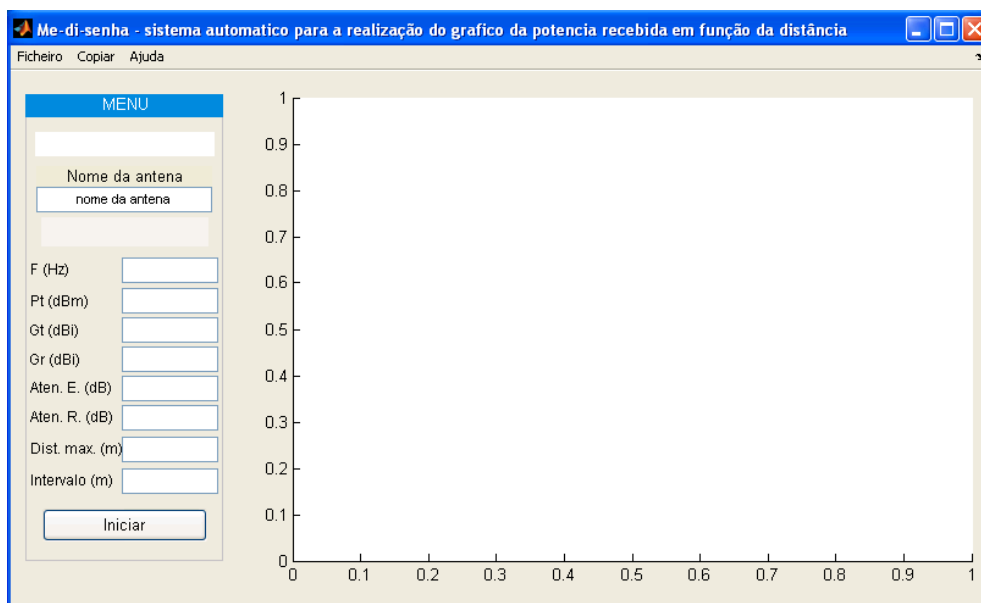 Me-di-senha - sistema automatico para a realização do grafico da potencia recebida em função da distância
Ficheiro Copiar Ajuda
MENU
Nome da antena
nome da antena
F (Hz)
Pt (dBm)
Gt (dBi)
Gr (dBi)
Aten. E. (dB)
Aten. R. (dB)
Dist. max. (m)
Intervalo (m)
Iniciar
1
0.9
0.8
0.7
0.6
0.5
0.4
0.3
0.2
0.1
0
0 0.1 0.2 0.3 0.4 0.5 0.6 0.7 0.8 0.9 1